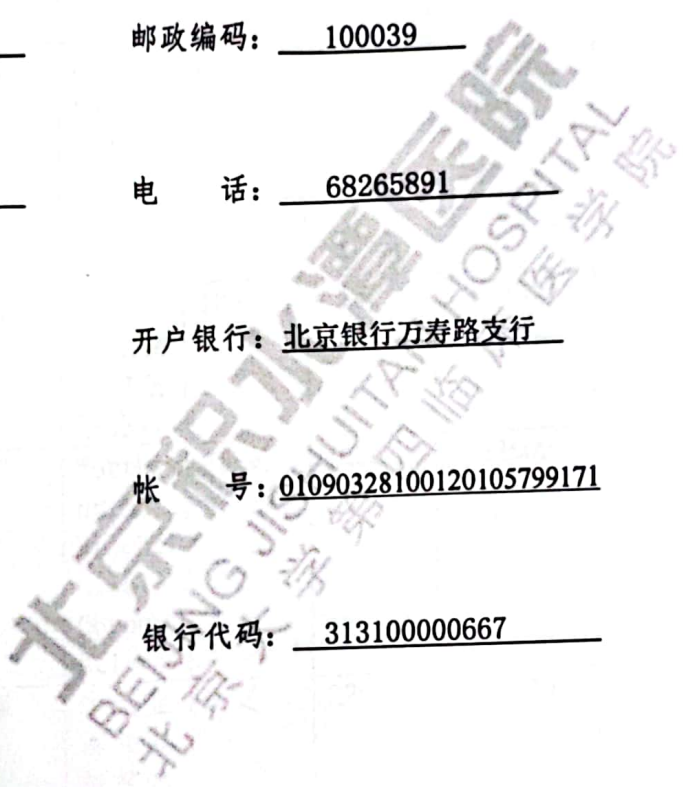 邮政编码： 100039
电 话： 68265891
开户银行：北京银行万寿路支行
帐 号：01090328100120105799171
银行代码： 313100000667
北京积水潭医院
BEIJING JISHUITAN HOSPITAL
北京大学第四临床医学院